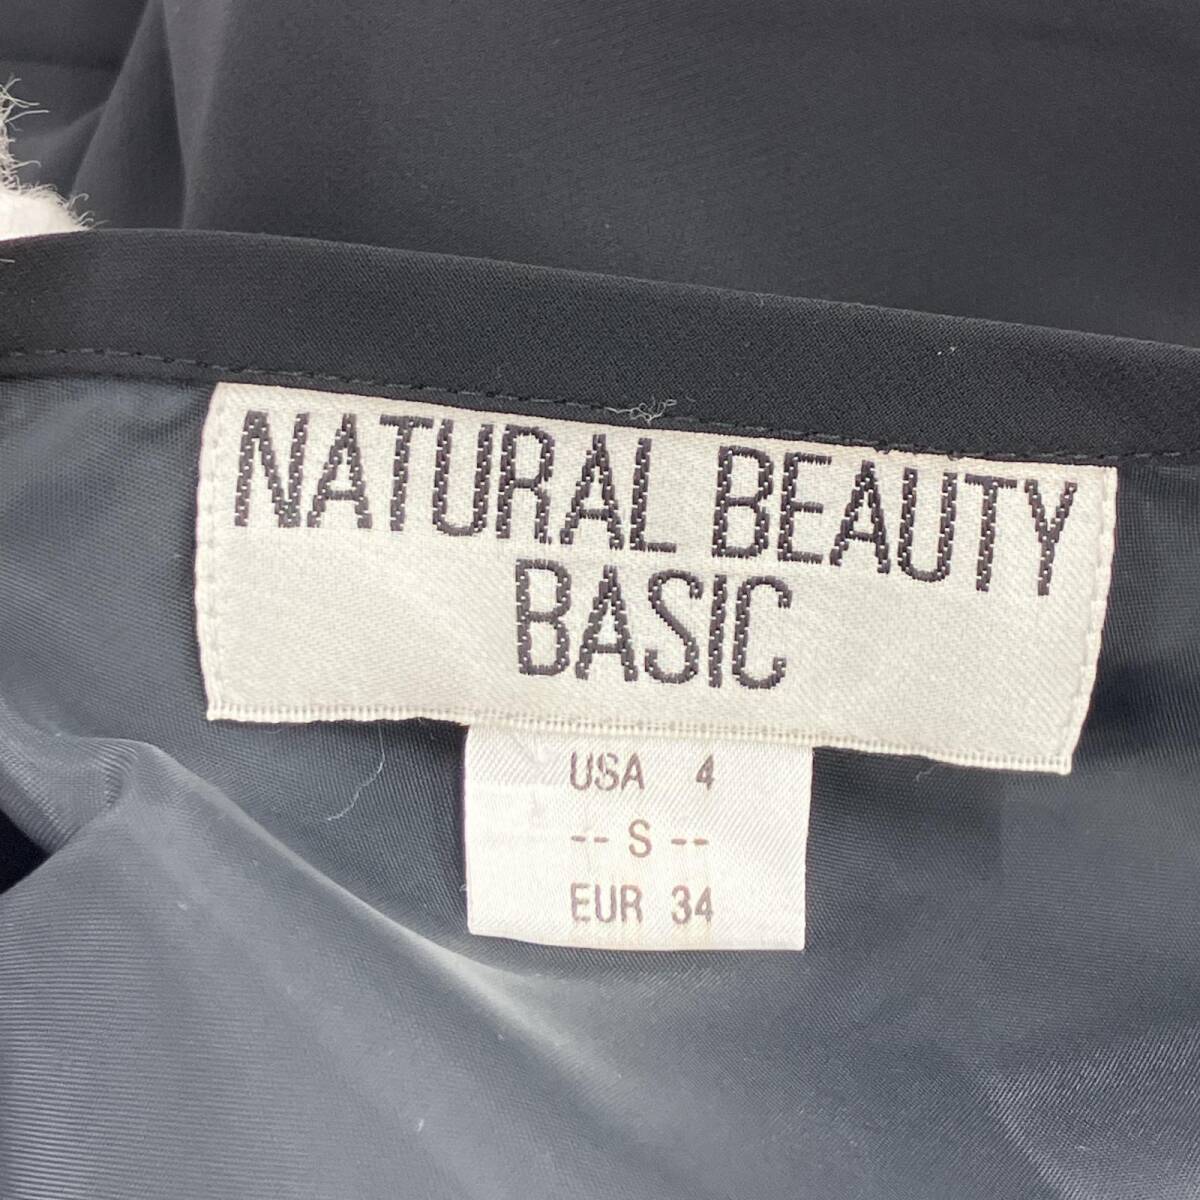 NATURAL BEAUTY
BASIC
USA 4
-- S --
EUR 34